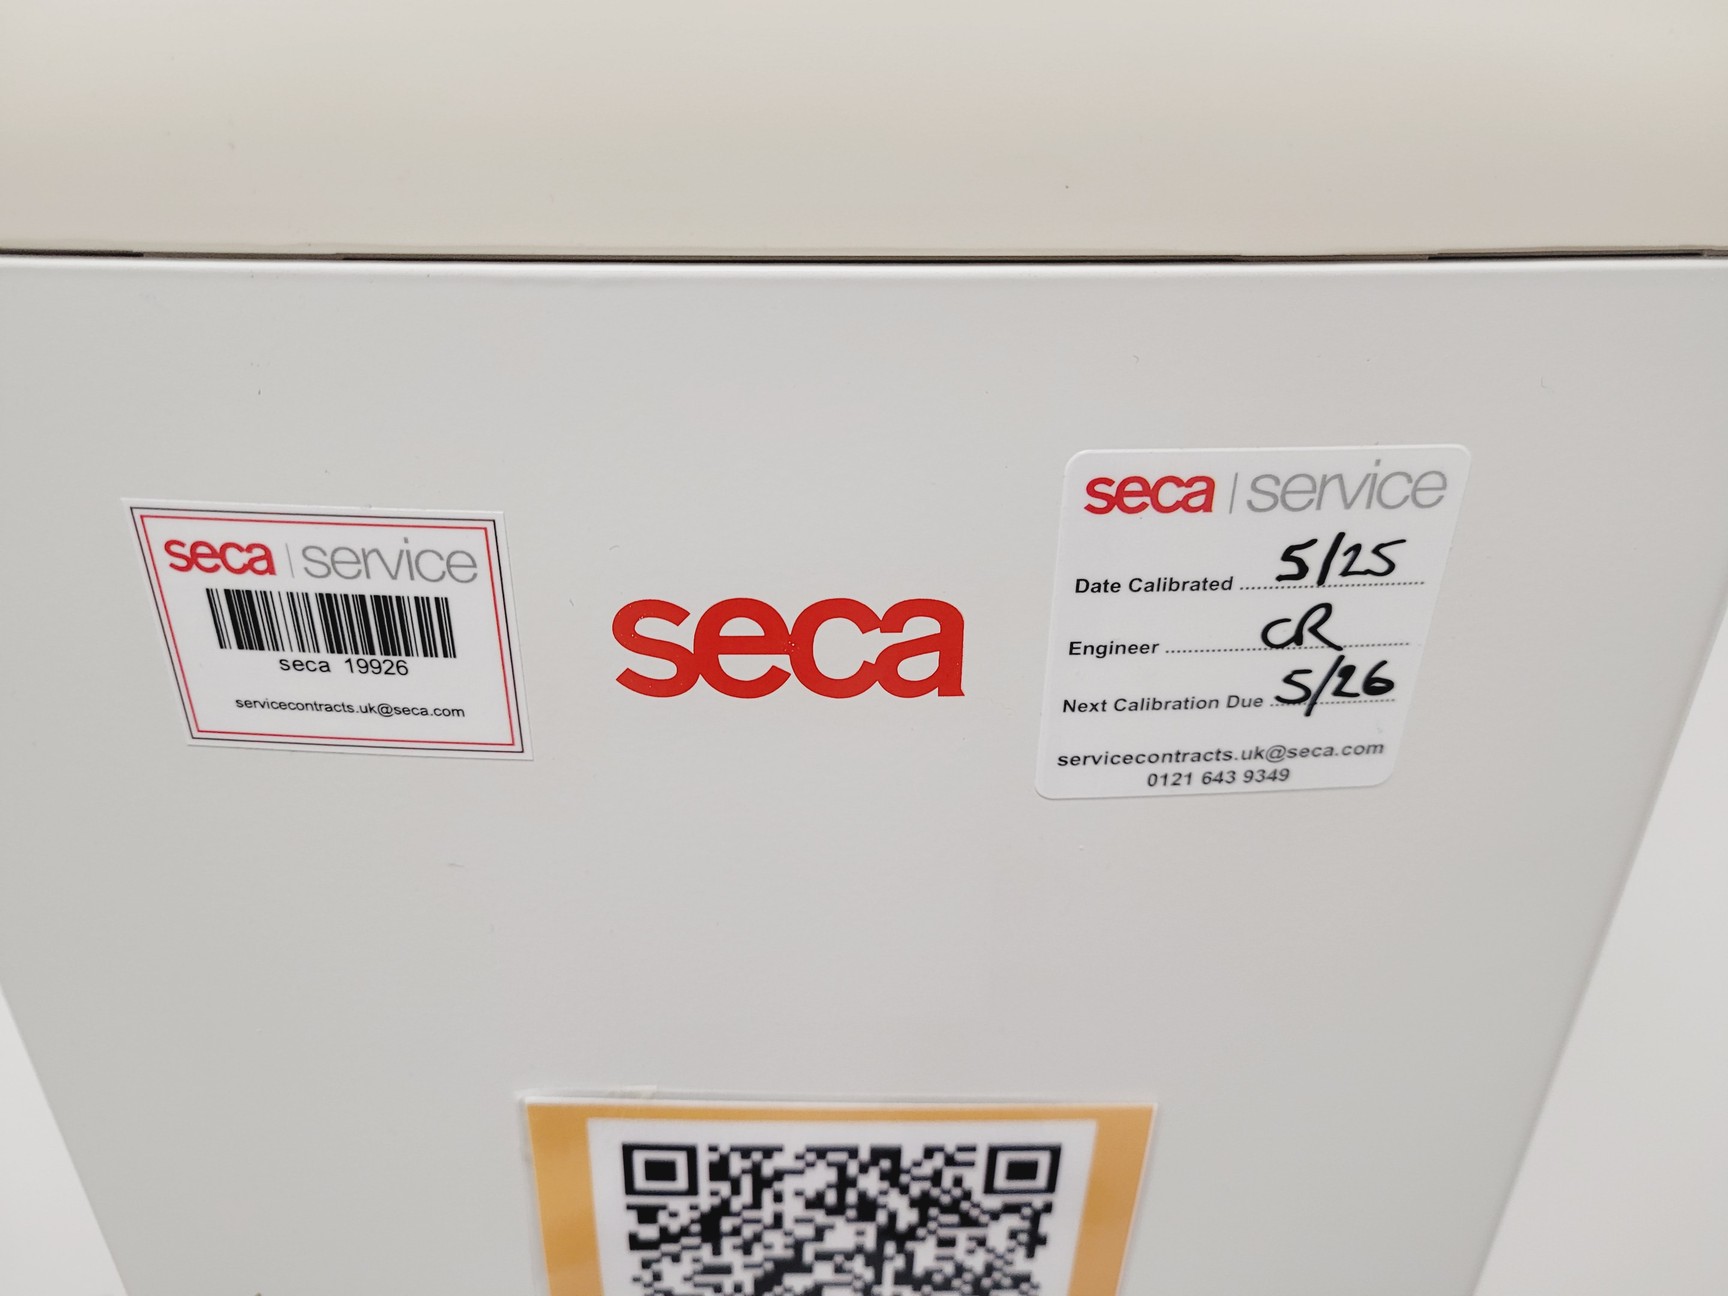 seca | service
seca 19926
servicecontracts.uk@seca.com
seca
seca | service
Date Calibrated 5/25
Engineer CR
Next Calibration Due 5/26
servicecontracts.uk@seca.com
0121 643 9349